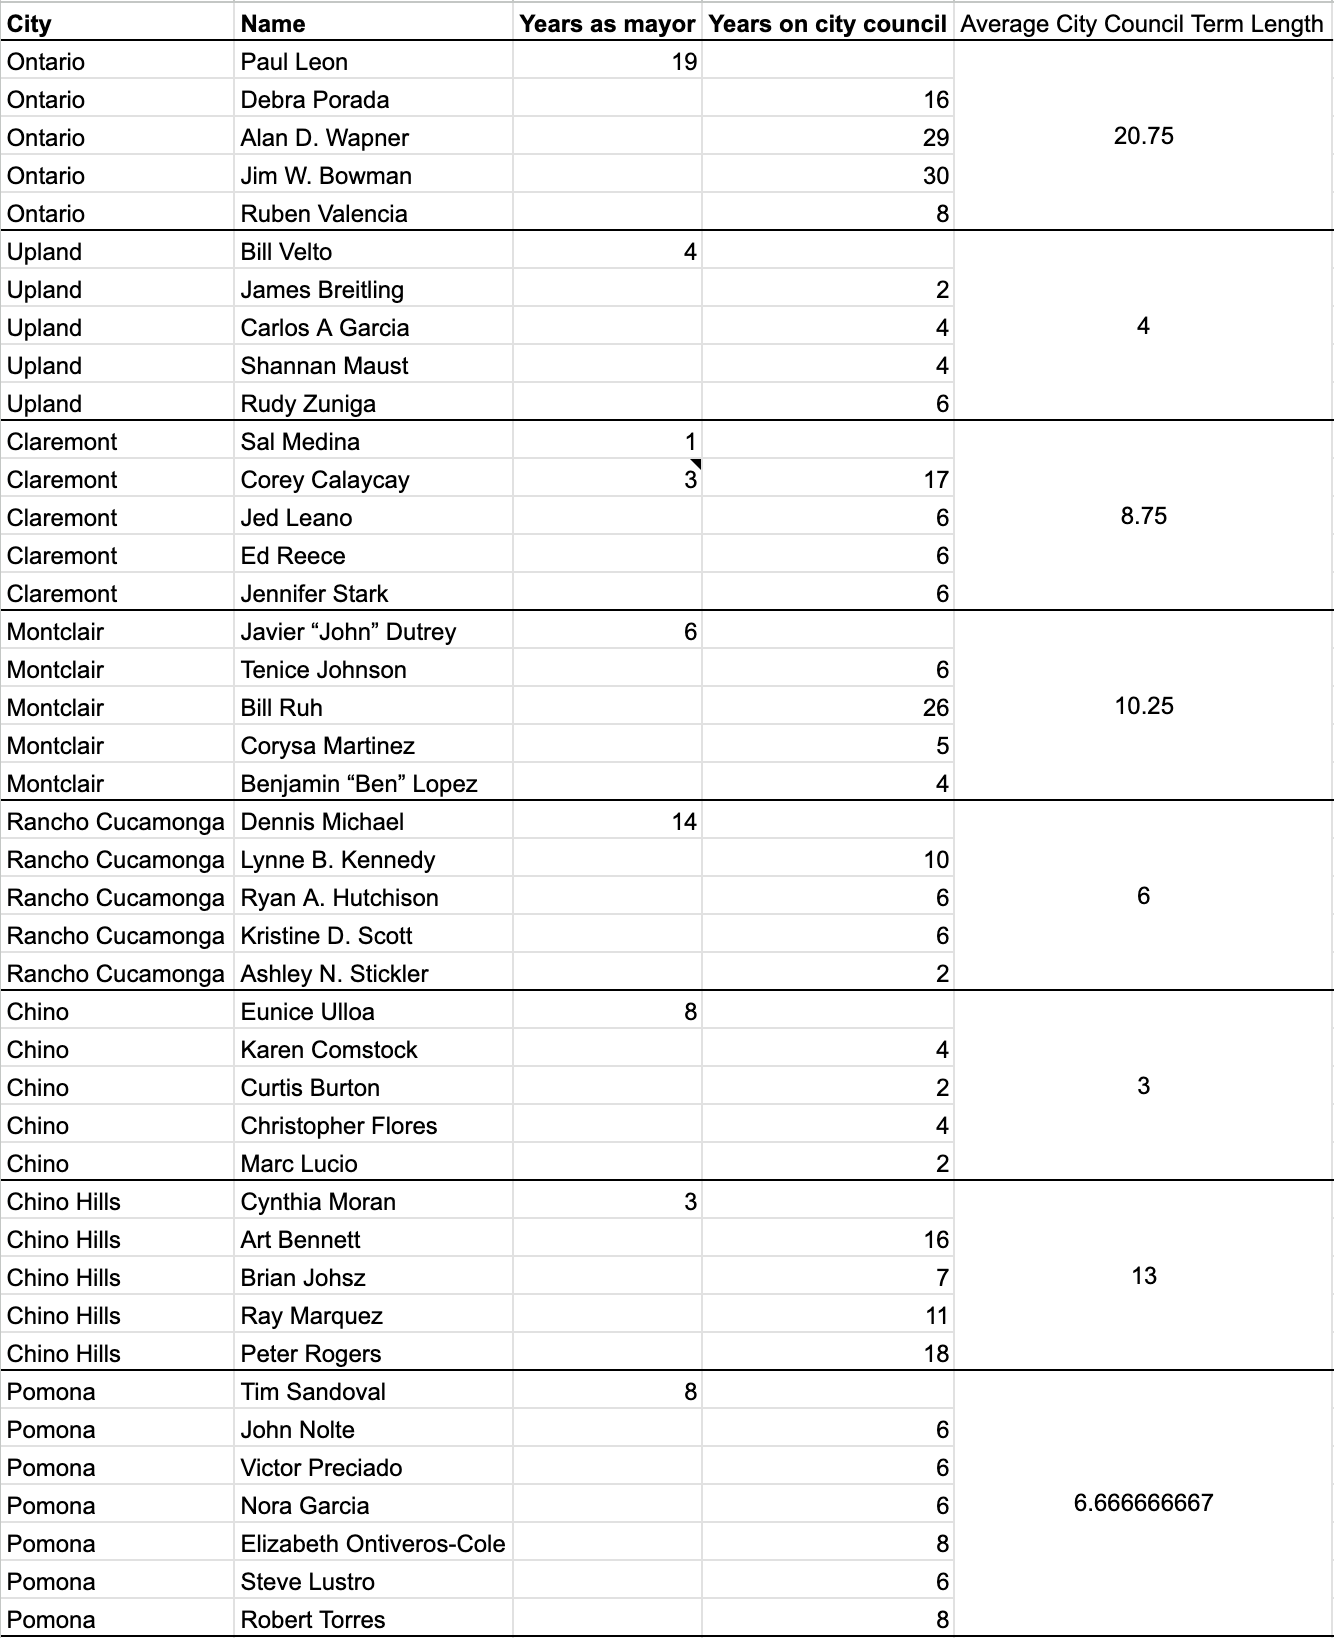 City Name Years as mayor Years on city council Average City Council Term Length
Ontario Paul Leon 19
Ontario Debra Porada 16
Ontario Alan D. Wapner 29 20.75
Ontario Jim W. Bowman 30
Ontario Ruben Valencia 8
Upland Bill Velto 4
Upland James Breitling 2
Upland Carlos A Garcia 4 4
Upland Shannan Maust 4
Upland Rudy Zuniga 6
Claremont Sal Medina 1
Claremont Corey Calaycay 3 17
Claremont Jed Leano 6 8.75
Claremont Ed Reece 6
Claremont Jennifer Stark 6
Montclair Javier “John” Dutrey 6
Montclair Tenice Johnson 6
Montclair Bill Ruh 26 10.25
Montclair Corysa Martinez 5
Montclair Benjamin “Ben” Lopez 4
Rancho Cucamonga Dennis Michael 14
Rancho Cucamonga Lynne B. Kennedy 10
Rancho Cucamonga Ryan A. Hutchison 6 6
Rancho Cucamonga Kristine D. Scott 6
Rancho Cucamonga Ashley N. Stickler 2
Chino Eunice Ulloa 8
Chino Karen Comstock 4
Chino Curtis Burton 2 3
Chino Christopher Flores 4
Chino Marc Lucio 2
Chino Hills Cynthia Moran 3
Chino Hills Art Bennett 16
Chino Hills Brian Johsz 7 13
Chino Hills Ray Marquez 11
Chino Hills Peter Rogers 18
Pomona Tim Sandoval 8
Pomona John Nolte 6
Pomona Victor Preciado 6
Pomona Nora Garcia 6 6.666666667
Pomona Elizabeth Ontiveros-Cole 8
Pomona Steve Lustro 6
Pomona Robert Torres 8